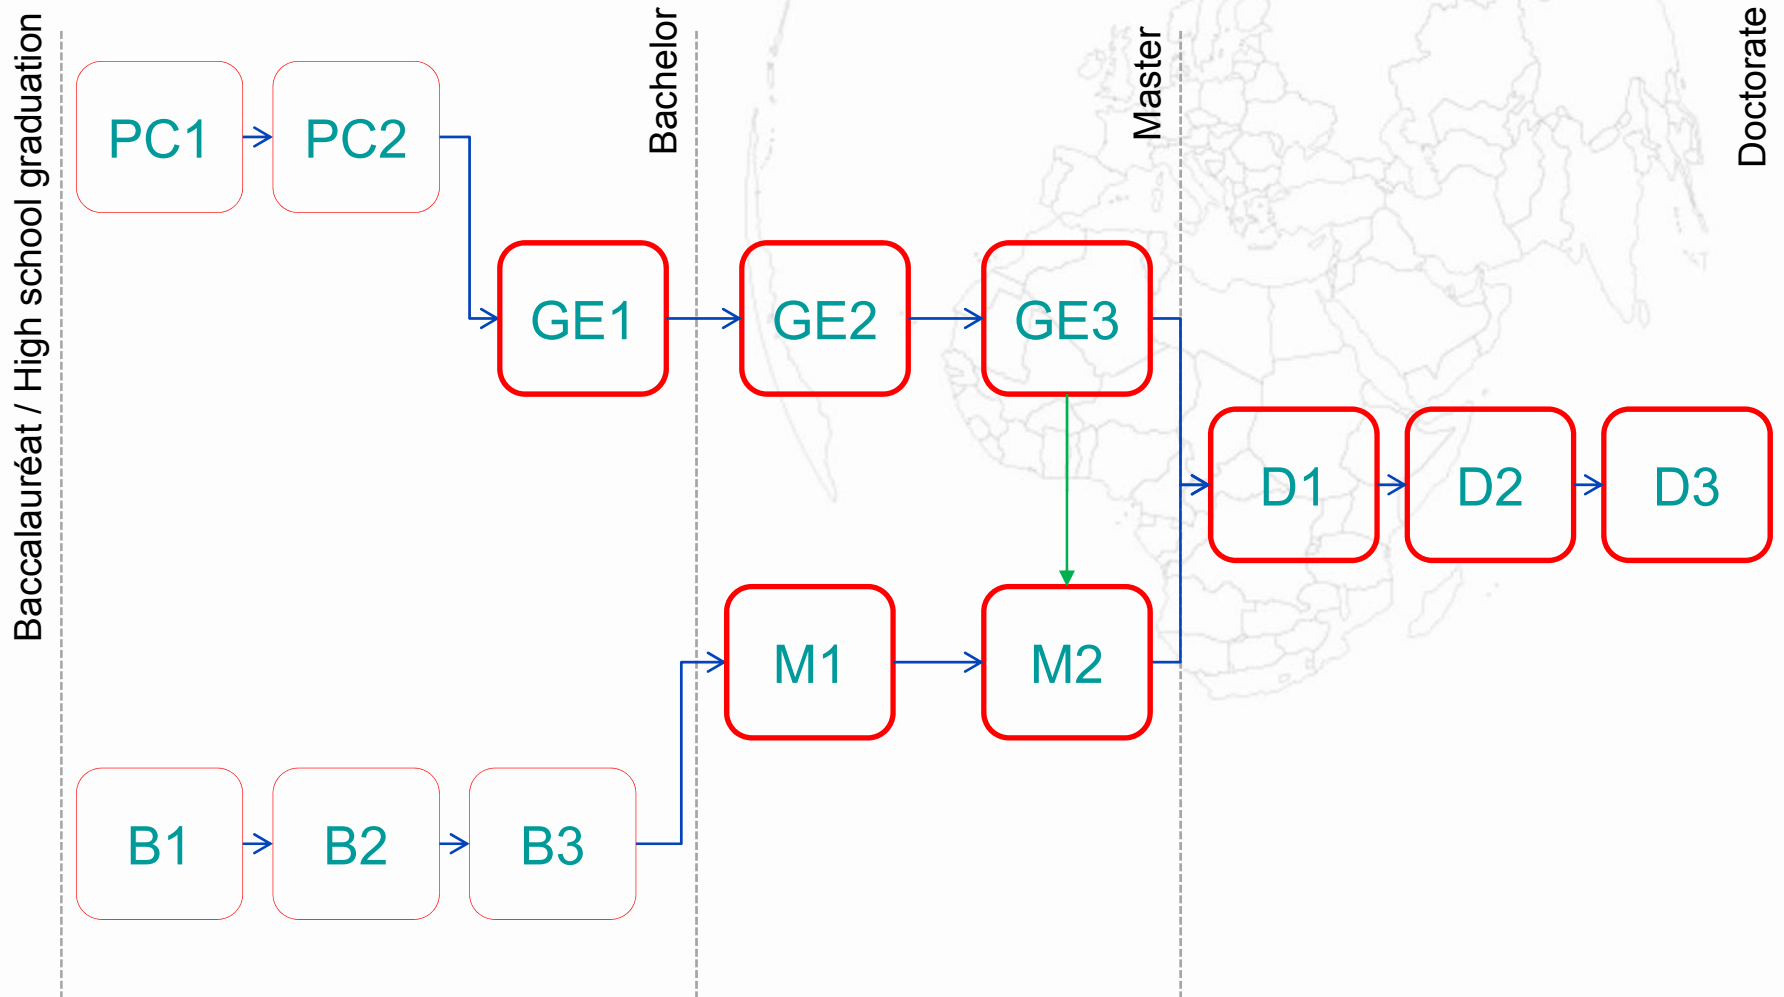 Baccalauréat / High school graduation
Bachelor
Master
Doctorate
PC1
PC2
GE1
GE2
GE3
D1
D2
D3
M1
M2
B1
B2
B3